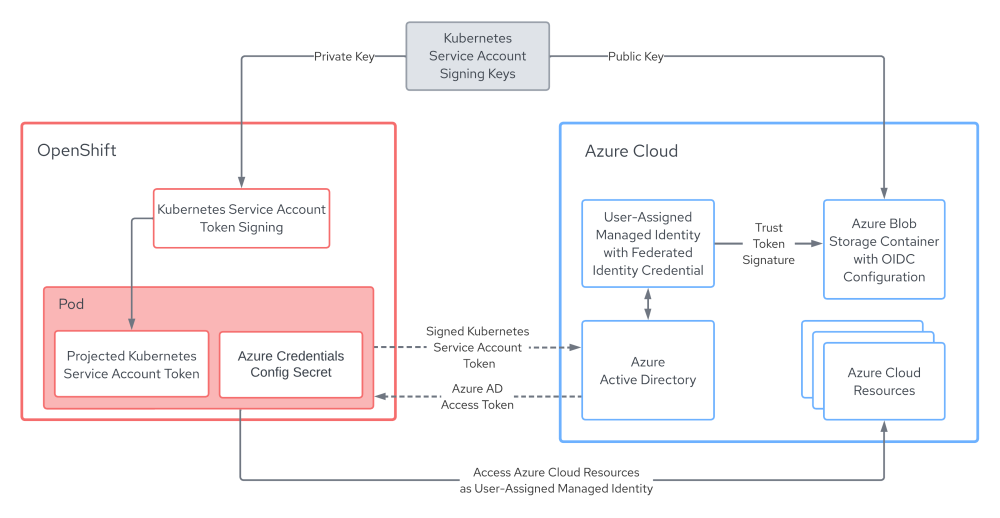 Kubernetes
Service Account
Signing Keys
Private Key
Public Key
OpenShift
Azure Cloud
Kubernetes Service Account
Token Signing
User-Assigned
Managed Identity
with Federated
Identity Credential
Trust
Token
Signature
Azure Blob
Storage Container
with OIDC
Configuration
Pod
Projected Kubernetes
Service Account Token
Azure Credentials
Config Secret
Signed Kubernetes
Service Account
Token
Azure AD
Access Token
Azure
Active Directory
Azure Cloud
Resources
Access Azure Cloud Resources
as User-Assigned Managed Identity